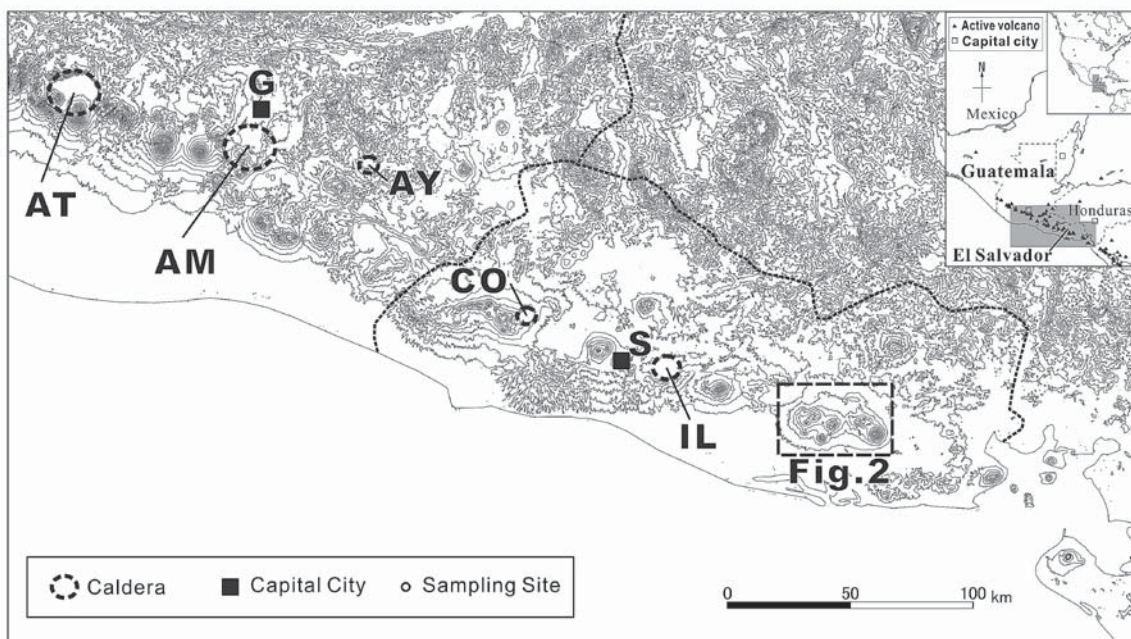 ▲ Active volcano
□ Capital city
N
Mexico
Guatemala
Honduras
El Salvador
G
AT
AY
AM
CO
S
IL
Fig.2
Caldera
Capital City
Sampling Site
0 50 100 km